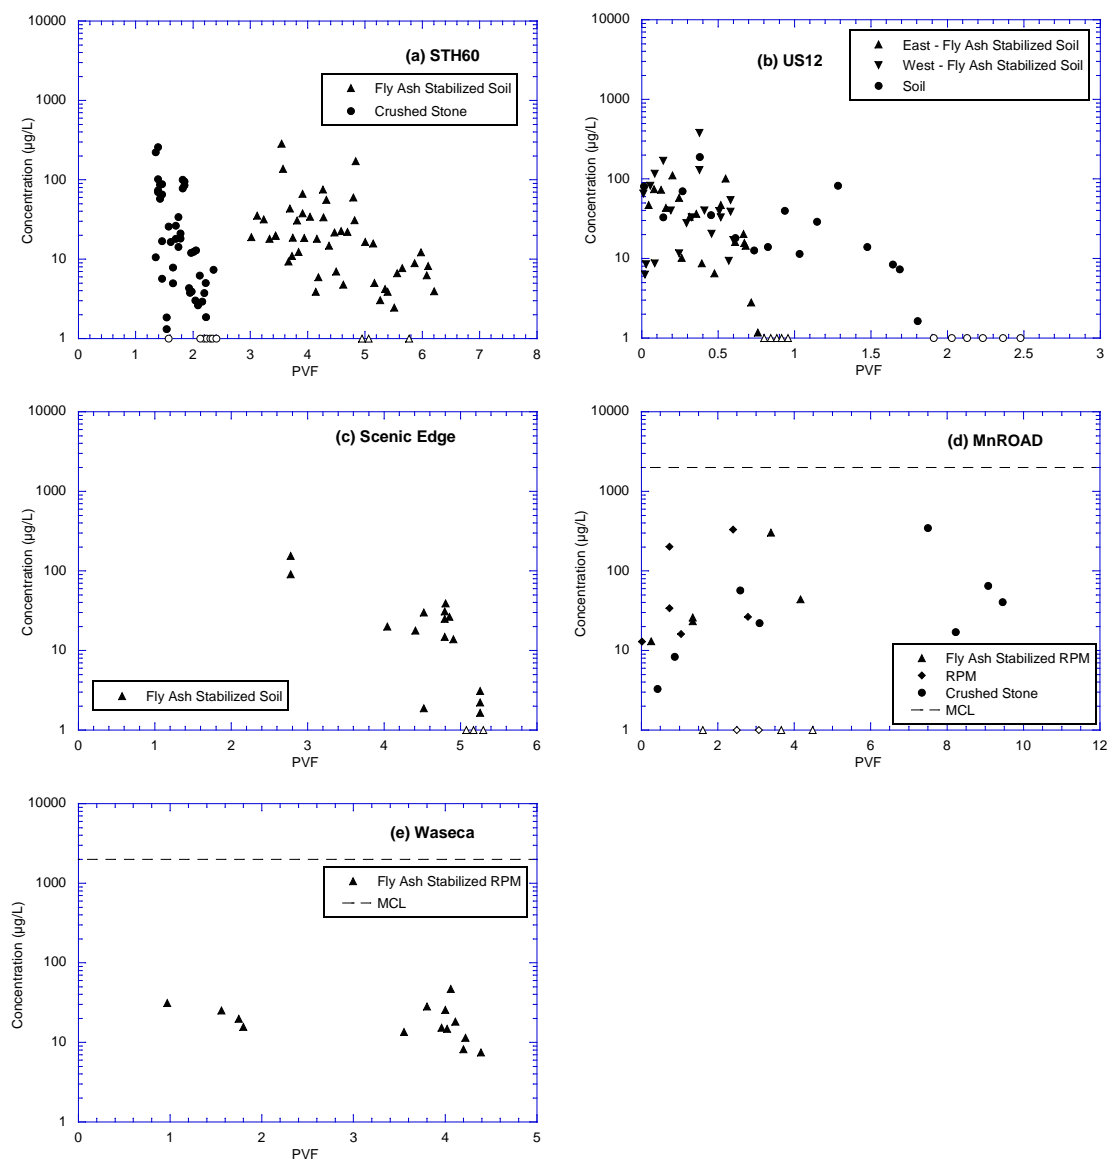 (a) STH60
Fly Ash Stabilized Soil
Crushed Stone
Concentration (µg/L)
10000
1000
100
10
1
0 1 2 3 4 5 6 7 8
PVF
(b) US12
East - Fly Ash Stabilized Soil
West - Fly Ash Stabilized Soil
Soil
Concentration (µg/L)
10000
1000
100
10
1
0 0.5 1 1.5 2 2.5 3
PVF
(c) Scenic Edge
Fly Ash Stabilized Soil
Concentration (µg/L)
10000
1000
100
10
1
0 1 2 3 4 5 6
PVF
(d) MnROAD
Fly Ash Stabilized RPM
RPM
Crushed Stone
MCL
Concentration (µg/L)
10000
1000
100
10
1
0 2 4 6 8 10 12
PVF
(e) Waseca
Fly Ash Stabilized RPM
MCL
Concentration (µg/L)
10000
1000
100
10
1
0 1 2 3 4 5
PVF